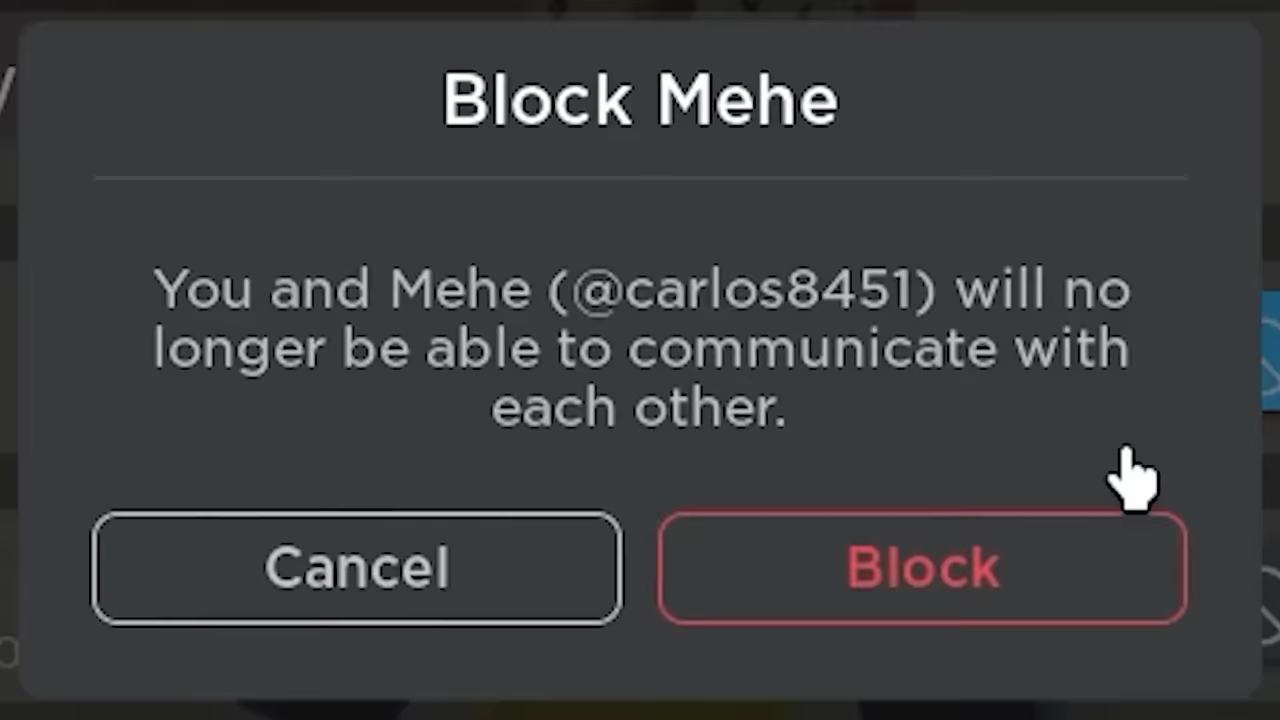 Block Mehe
You and Mehe (@carlos8451) will no
longer be able to communicate with
each other.
Cancel
Block